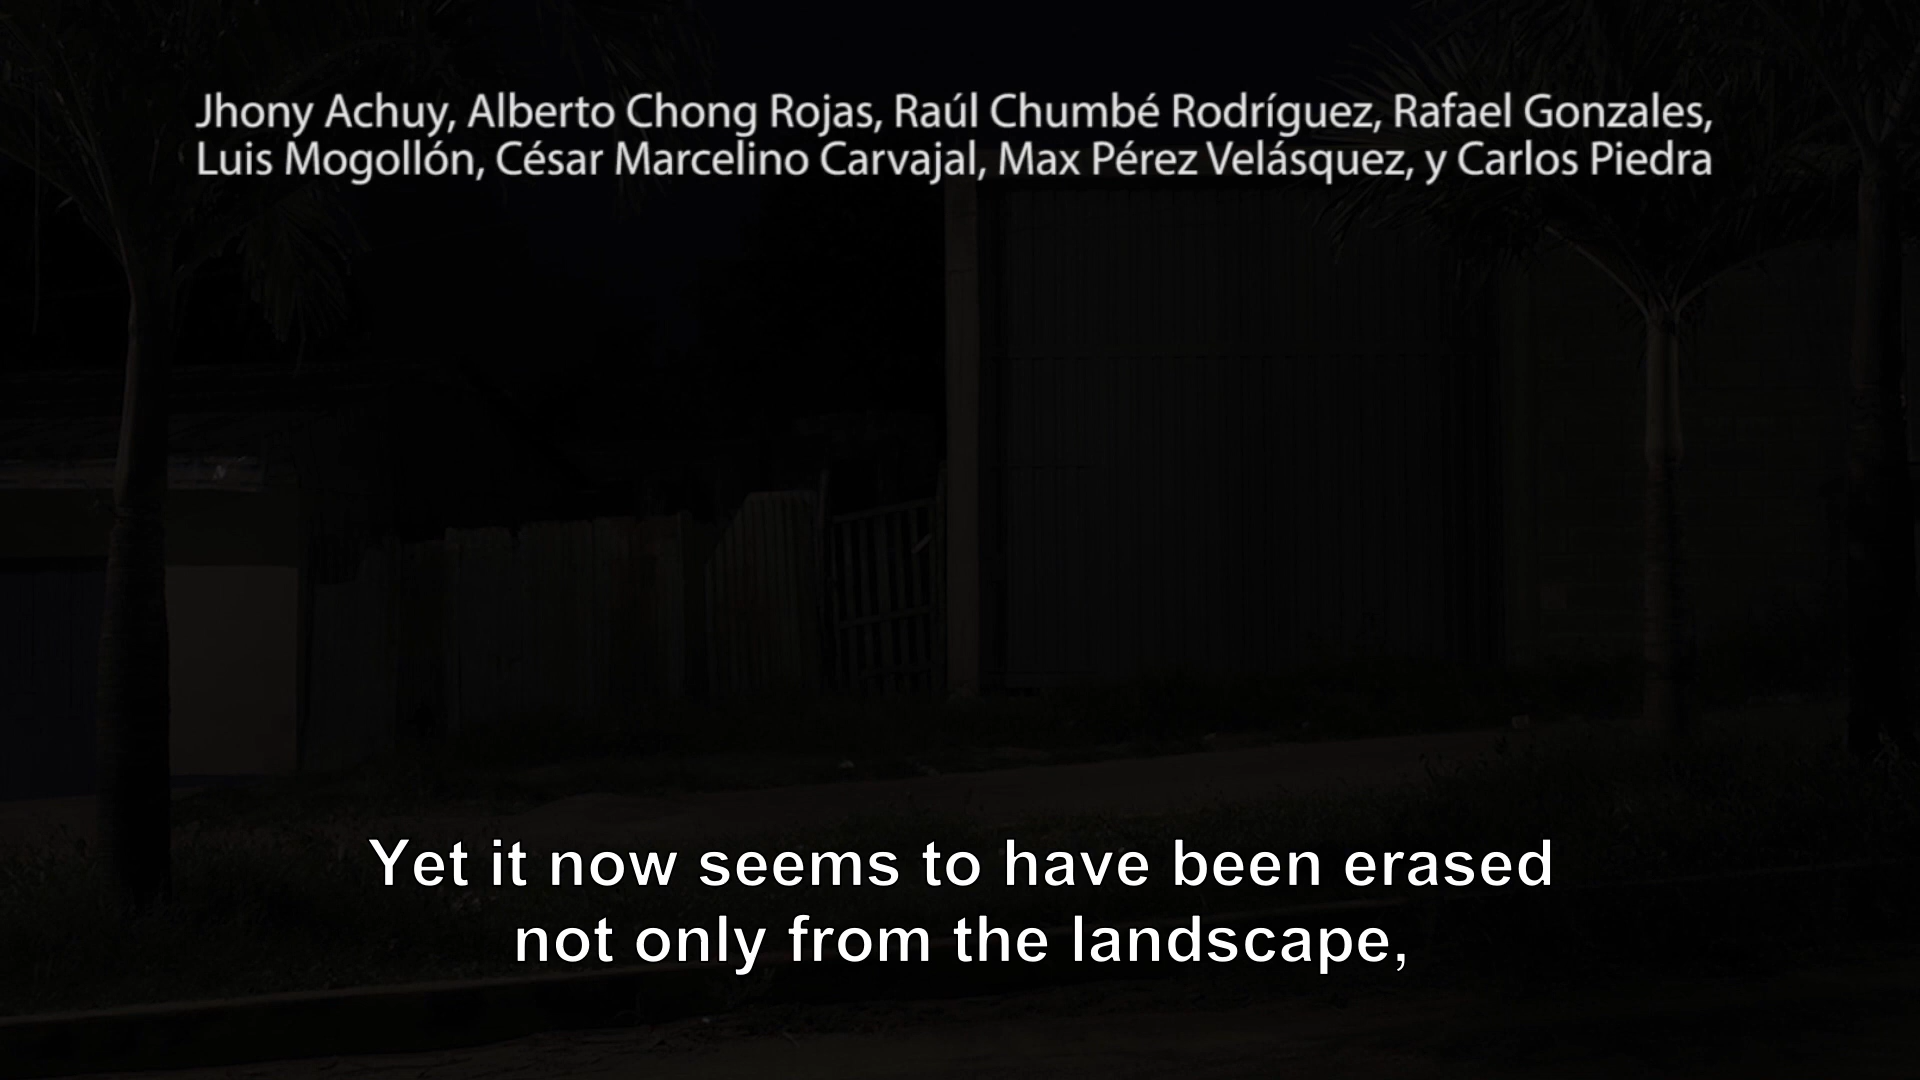 Jhony Achuy, Alberto Chong Rojas, Raúl Chumbé Rodríguez, Rafael Gonzales,
Luis Mogollón, César Marcelino Carvajal, Max Pérez Velásquez, y Carlos Piedra
Yet it now seems to have been erased
not only from the landscape,